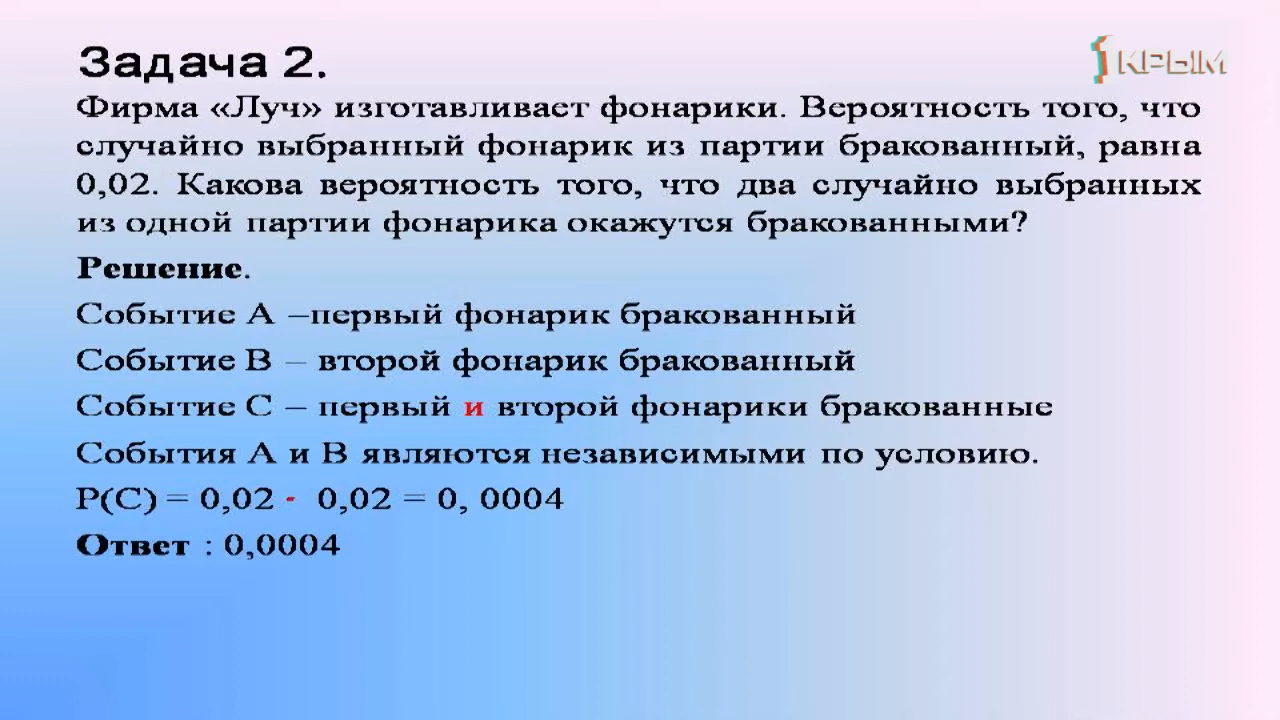 Задача 2.
КРЫМ
Фирма «Луч» изготавливает фонарики. Вероятность того, что
случайно выбранный фонарик из партии бракованный, равна
0,02. Какова вероятность того, что два случайно выбранных
из одной партии фонарика окажутся бракованными?
Решение.
Событие А –первый фонарик бракованный
Событие В – второй фонарик бракованный
Событие С – первый и второй фонарики бракованные
События А и В являются независимыми по условию.
Р(С) = 0,02 · 0,02 = 0, 0004
Ответ : 0,0004